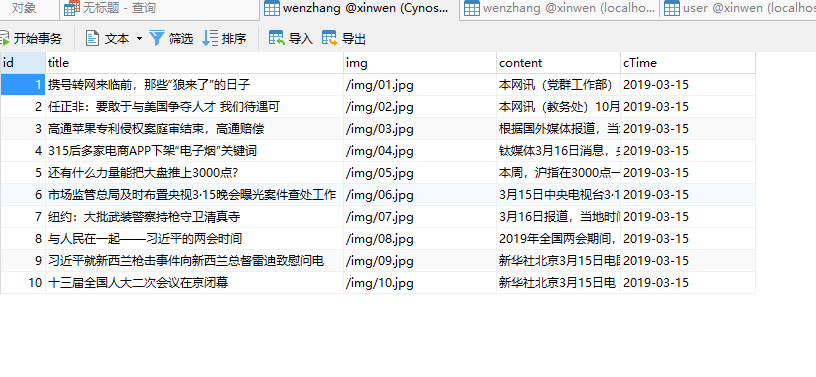 对象 无标题 - 查询 wenzhang @xinwen (Cynos... wenzhang @xinwen (localho... user @xinwen (localhos
开始事务 文本 筛选 排序 导入 导出
id title img content cTime
1 携号转网来临前，那些“狼来了”的日子 /img/01.jpg 本网讯（党群工作部） 2019-03-15
2 任正非：要敢于与美国争夺人才 我们待遇可 /img/02.jpg 本网讯（教务处）10月 2019-03-15
3 高通苹果专利侵权案庭审结束，高通赔偿 /img/03.jpg 根据国外媒体报道，当 2019-03-15
4 315后多家电商APP下架“电子烟”关键词 /img/04.jpg 钛媒体3月16日消息， 2019-03-15
5 还有什么力量能把大盘推上3000点? /img/05.jpg 本周，沪指在3000点一 2019-03-15
6 市场监管总局及时布置央视3·15晚会曝光案件查处工作 /img/06.jpg 3月15日中央电视台3·1 2019-03-15
7 纽约：大批武装警察持枪守卫清真寺 /img/07.jpg 3月16日报道，当地时间 2019-03-15
8 与人民在一起——习近平的两会时间 /img/08.jpg 2019年全国两会期间， 2019-03-15
9 习近平就新西兰枪击事件向新西兰总督雷迪致慰问电 /img/09.jpg 新华社北京3月15日电 2019-03-15
10 十三届全国人大二次会议在京闭幕 /img/10.jpg 新华社北京3月15日电 2019-03-15